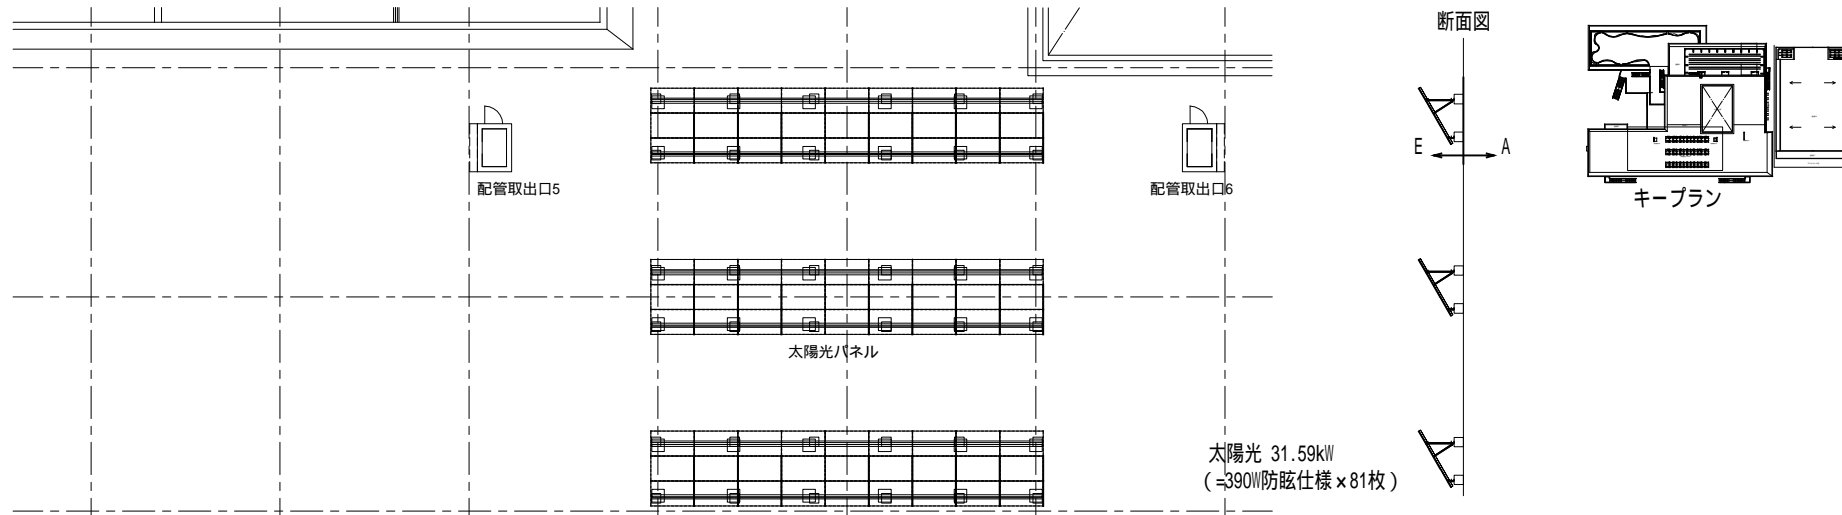 断面図
E
A
キープラン
配管取出口5
配管取出口6
太陽光パネル
太陽光 31.59kW
(=390W防眩仕様×81枚)